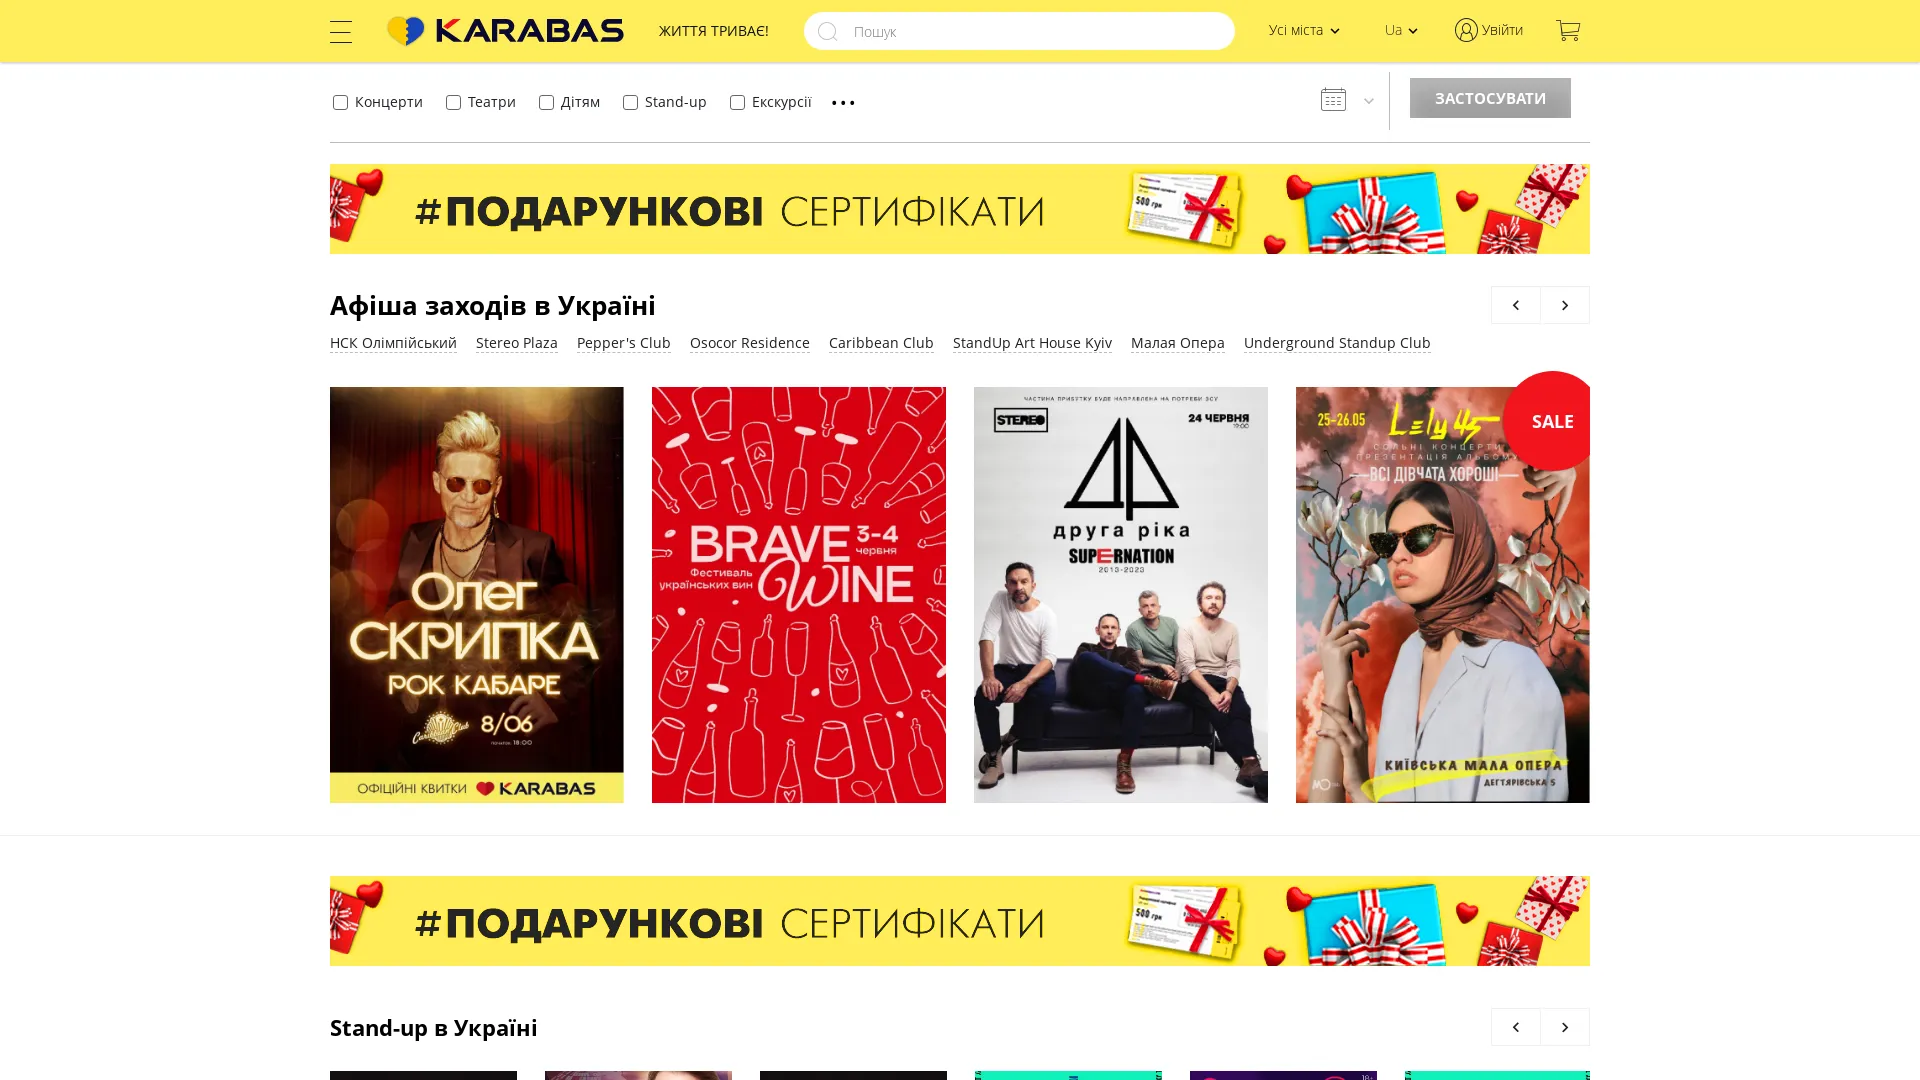 KARABAS
ЖИТТЯ ТРИВАЄ!
Пошук
Усі міста
Ua
Увійти
Концерти
Театри
Дітям
Stand-up
Екскурсії
ЗАСТОСУВАТИ
#ПОДАРУНКОВІ СЕРТИФІКАТИ
500 грн
Афіша заходів в Україні
НСК Олімпійський
Stereo Plaza
Pepper's Club
Osocor Residence
Caribbean Club
StandUp Art House Kyiv
Малая Опера
Underground Standup Club
Олег
СКРИПКА
РОК КАБАРЕ
Caribbean Club
8/06
початок 18:00
ОФІЦІЙНІ КВИТКИ KARABAS
BRAVE 3-4
червня
Фестиваль
українських вин
WINE
ЧАСТИНА ПРИБУТКУ БУДЕ НАПРАВЛЕНА НА ПОТРЕБИ ЗСУ
STEREO
24 ЧЕРВНЯ
19:00
друга ріка
SUPERNATION
2013-2023
SALE
25-26.05
Lely45
СОЛЬНІ КОНЦЕРТИ
ПРЕЗЕНТАЦІЯ АЛЬБОМУ
—ВСІ ДІВЧАТА ХОРОШІ—
КИЇВСЬКА МАЛА ОПЕРА
ДЕГТЯРІВСЬКА 5
МО
#ПОДАРУНКОВІ СЕРТИФІКАТИ
500 грн
Stand-up в Україні
18+